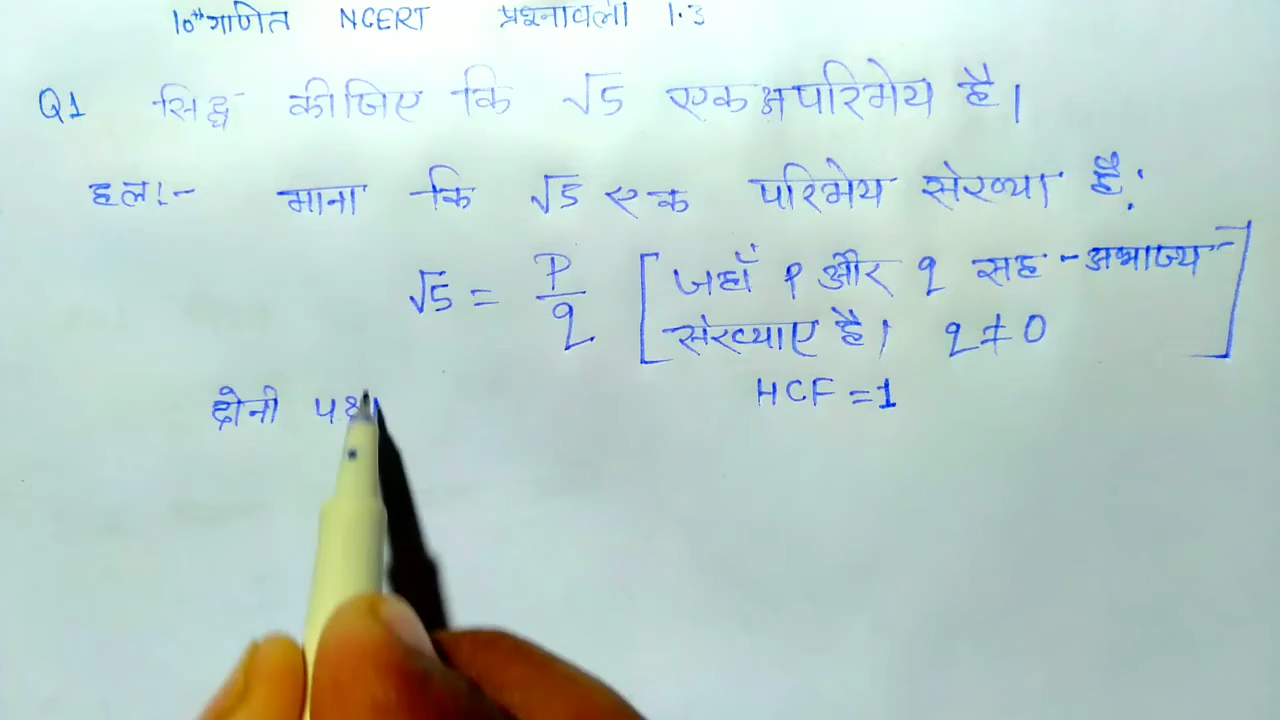 10th गणित NCERT प्रश्नावली 1.3
Q1 सिद्ध कीजिए कि √5 एक अपरिमेय है।
हल:- माना कि √5 एक परिमेय संख्या है:
√5 = P/q [जहाँ P और q सह-अभाज्य
संख्याए है। q ≠ 0]
HCF = 1
दोनी